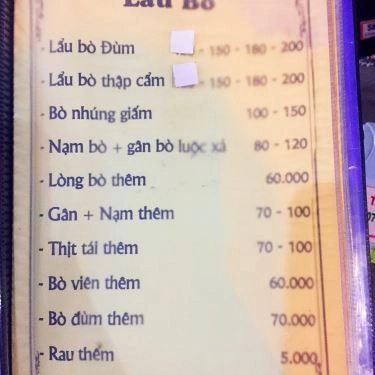 Lẩu Bò
- Lẩu bò Đùm - 150 - 180 - 200
- Lẩu bò thập cẩm - 150 - 180 - 200
- Bò nhúng giấm 100 - 150
- Nạm bò + gân bò luộc xả 80 - 120
- Lòng bò thêm 60.000
- Gân + Nạm thêm 70 - 100
- Thịt tái thêm 70 - 100
- Bò viên thêm 60.000
- Bò đùm thêm 70.000
- Rau thêm 5.000